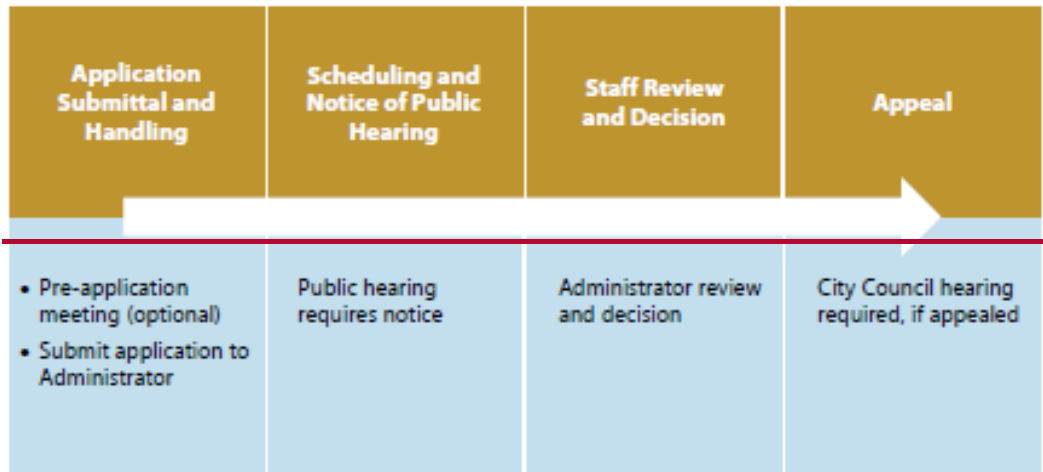 Application
Submittal and
Handling
Scheduling and
Notice of Public
Hearing
Staff Review
and Decision
Appeal
• Pre-application
meeting (optional)
• Submit application to
Administrator
Public hearing
requires notice
Administrator review
and decision
City Council hearing
required, if appealed